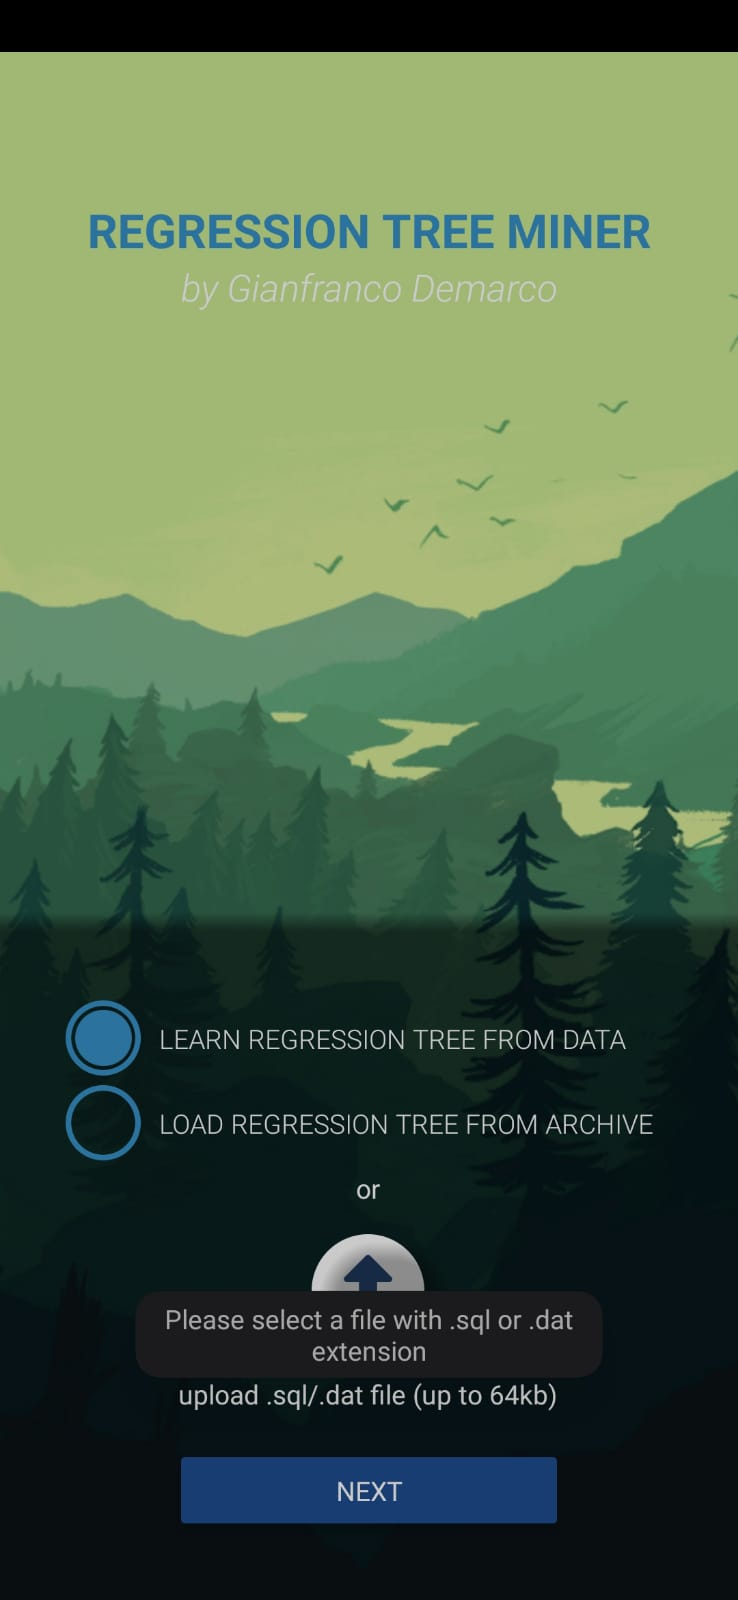 REGRESSION TREE MINER
by Gianfranco Demarco
LEARN REGRESSION TREE FROM DATA
LOAD REGRESSION TREE FROM ARCHIVE
or
Please select a file with .sql or .dat
extension
upload .sql/.dat file (up to 64kb)
NEXT